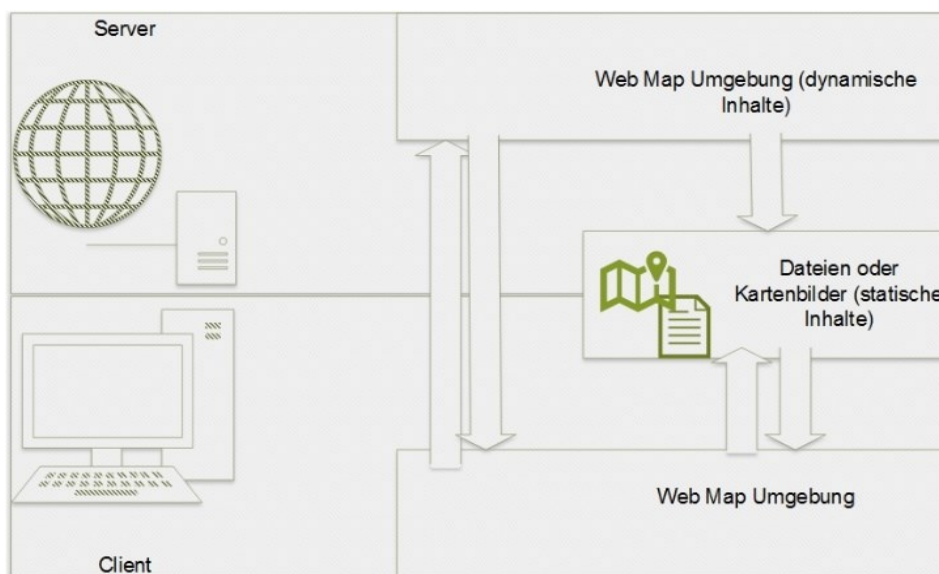 Server
Web Map Umgebung (dynamische
Inhalte)
Dateien oder
Kartenbilder (statische
Inhalte)
Web Map Umgebung
Client